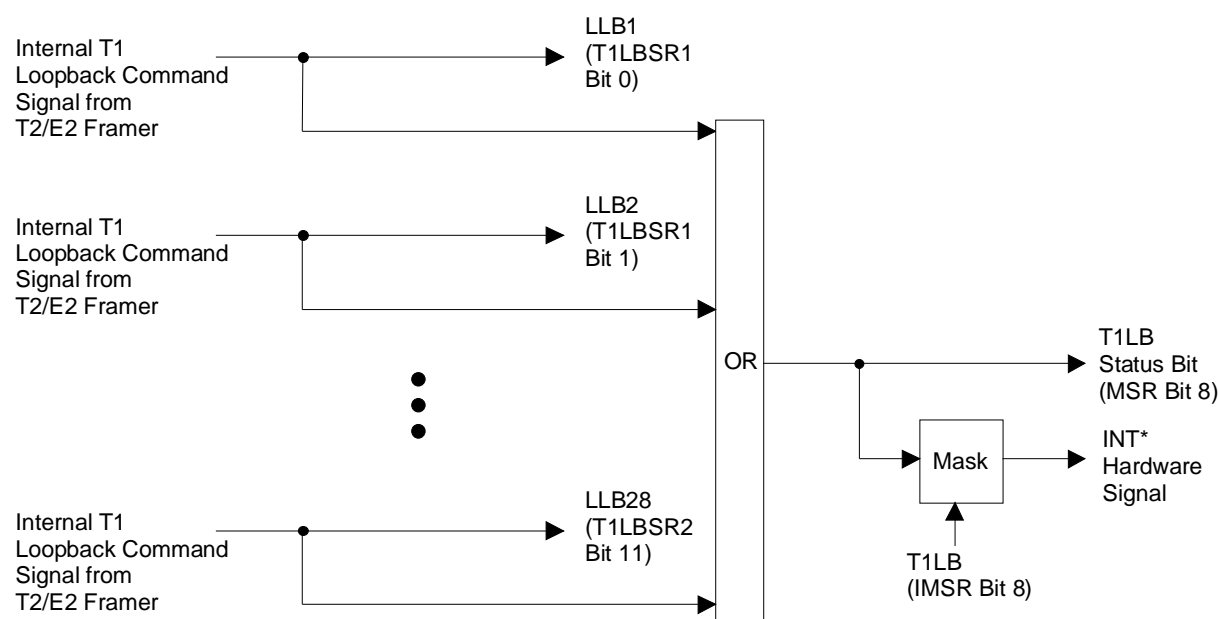 Internal T1
Loopback Command
Signal from
T2/E2 Framer
LLB1
(T1LBSR1
Bit 0)
Internal T1
Loopback Command
Signal from
T2/E2 Framer
LLB2
(T1LBSR1
Bit 1)
OR
T1LB
Status Bit
(MSR Bit 8)
Mask
INT*
Hardware
Signal
T1LB
(IMSR Bit 8)
Internal T1
Loopback Command
Signal from
T2/E2 Framer
LLB28
(T1LBSR2
Bit 11)